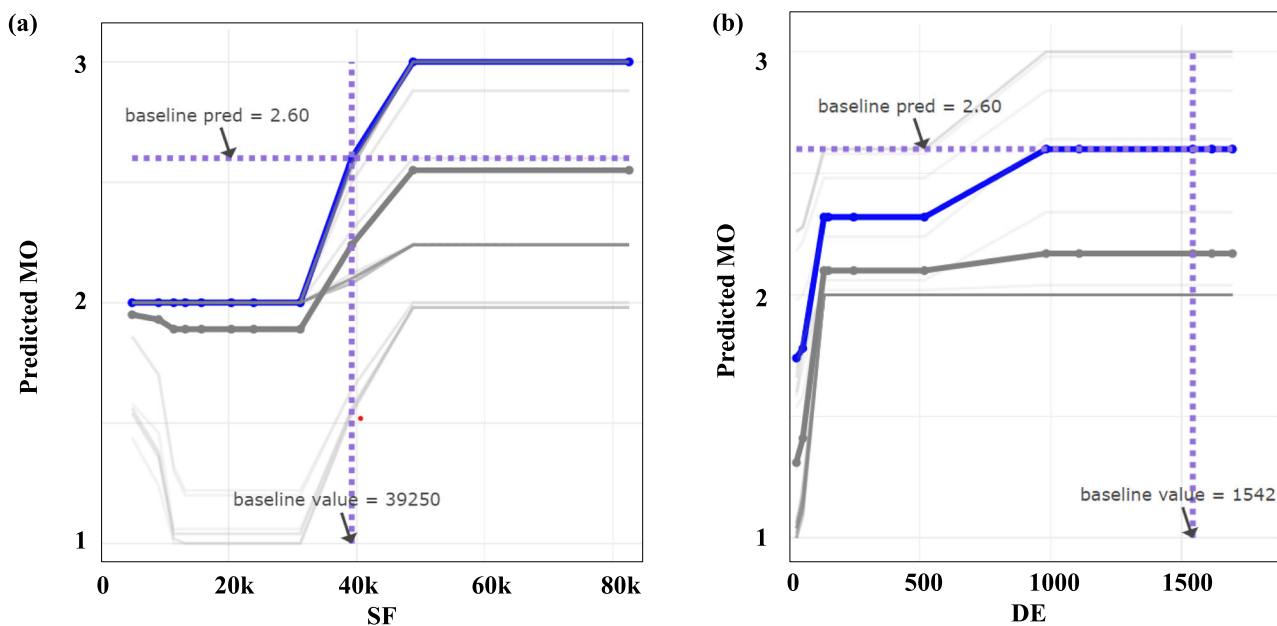 (a)
3
2
1
Predicted MO
baseline pred = 2.60
baseline value = 39250
0
20k
40k
60k
80k
SF
(b)
3
2
1
Predicted MO
baseline pred = 2.60
baseline value = 1542
0
500
1000
1500
DE